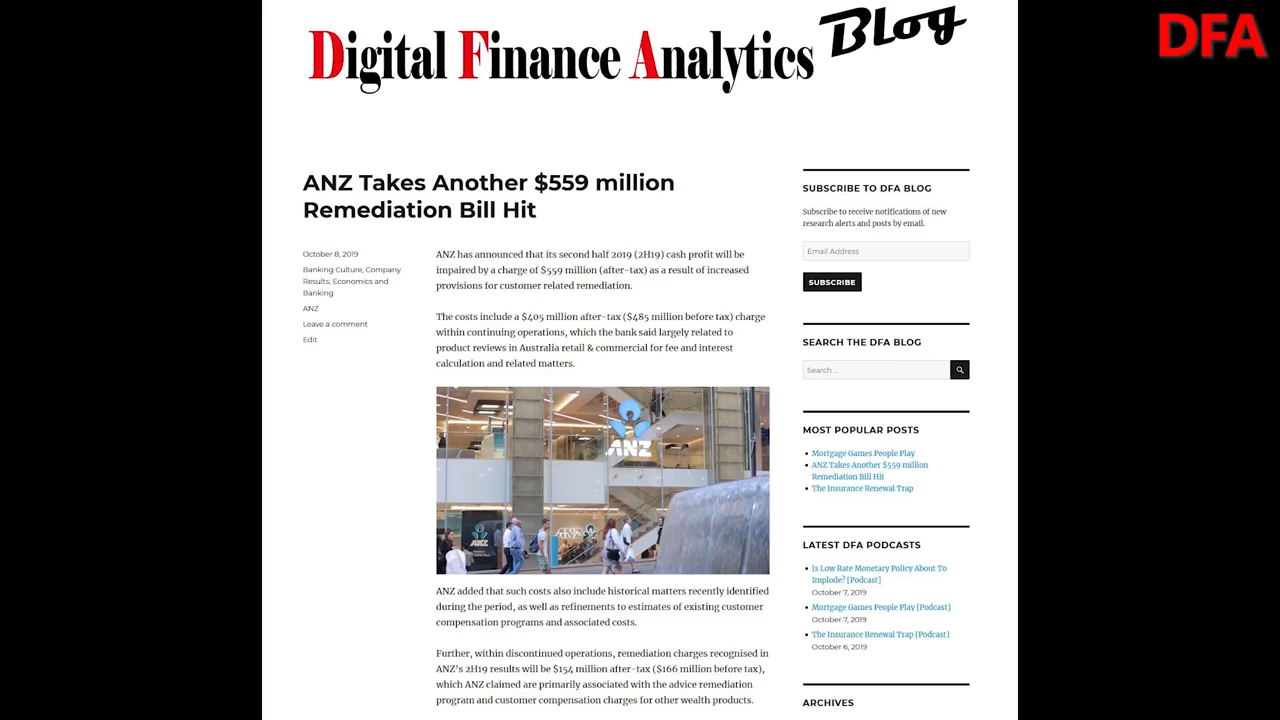 Digital Finance Analytics Blog
DFA
ANZ Takes Another $559 million
Remediation Bill Hit
October 8, 2019
Banking Culture, Company
Results, Economics and
Banking
ANZ
Leave a comment
Edit
ANZ has announced that its second half 2019 (2H19) cash profit will be
impaired by a charge of $559 million (after-tax) as a result of increased
provisions for customer related remediation.
The costs include a $405 million after-tax ($485 million before tax) charge
within continuing operations, which the bank said largely related to
product reviews in Australia retail & commercial for fee and interest
calculation and related matters.
ANZ
ANZ
ANZ
ANZ added that such costs also include historical matters recently identified
during the period, as well as refinements to estimates of existing customer
compensation programs and associated costs.
Further, within discontinued operations, remediation charges recognised in
ANZ's 2H19 results will be $154 million after-tax ($166 million before tax),
which ANZ claimed are primarily associated with the advice remediation
program and customer compensation charges for other wealth products.
SUBSCRIBE TO DFA BLOG
Subscribe to receive notifications of new
research alerts and posts by email.
Email Address
SUBSCRIBE
SEARCH THE DFA BLOG
Search ...
MOST POPULAR POSTS
Mortgage Games People Play
ANZ Takes Another $559 million
Remediation Bill Hit
The Insurance Renewal Trap
LATEST DFA PODCASTS
Is Low Rate Monetary Policy About To
Implode? [Podcast]
October 7, 2019
Mortgage Games People Play [Podcast]
October 7, 2019
The Insurance Renewal Trap [Podcast]
October 6, 2019
ARCHIVES